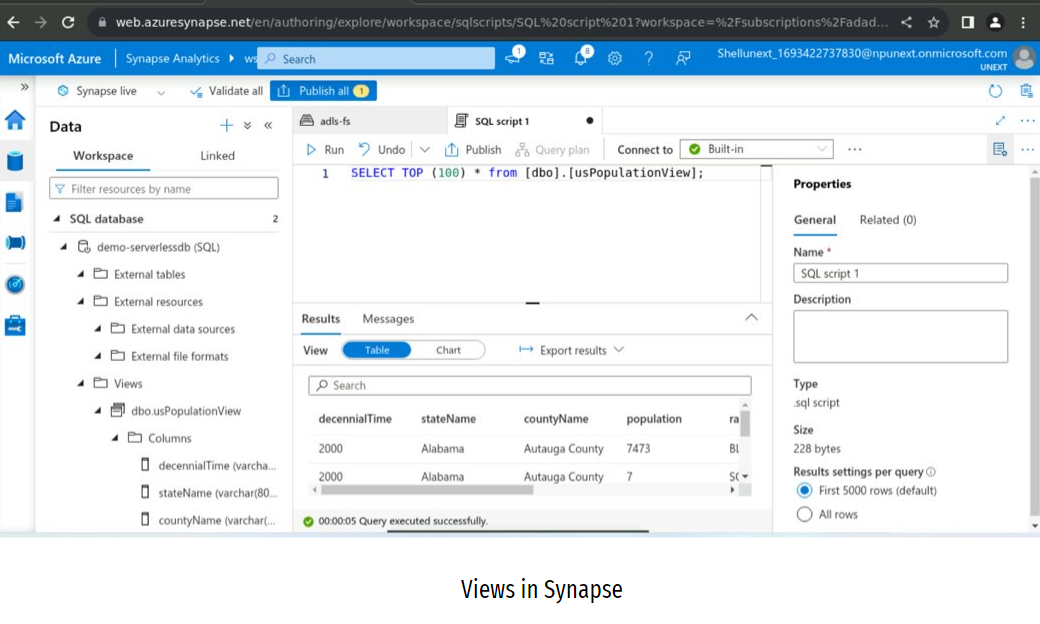 web.azuresynapse.net/en/authoring/explore/workspace/sqlscripts/SQL%20script%201?workspace=%2Fsubscriptions%2Fadad...
Microsoft Azure Synapse Analytics ws Search 1 8 ? Shellunext_1693422737830@npunext.onmicrosoft.com
UNEXT
Synapse live Validate all Publish all 1
Data
adls-fs SQL script 1
Workspace Linked
Run Undo Publish Query plan Connect to Built-in
1 SELECT TOP (100) * from [dbo].[usPopulationView];
Filter resources by name
SQL database 2
demo-serverlessdb (SQL)
External tables
External resources
External data sources
External file formats
Views
dbo.usPopulationView
Columns
decennialTime (varcha...
stateName (varchar(80...
countyName (varchar(...
Results Messages
View Table Chart Export results
Search
decennialTime stateName countyName population ra
2000 Alabama Autauga County 7473 Bl
2000 Alabama Autauga County 7
00:00:05 Query executed successfully.
Properties
General Related (0)
Name *
SQL script 1
Description
Type
.sql script
Size
228 bytes
Results settings per query
First 5000 rows (default)
All rows
Views in Synapse